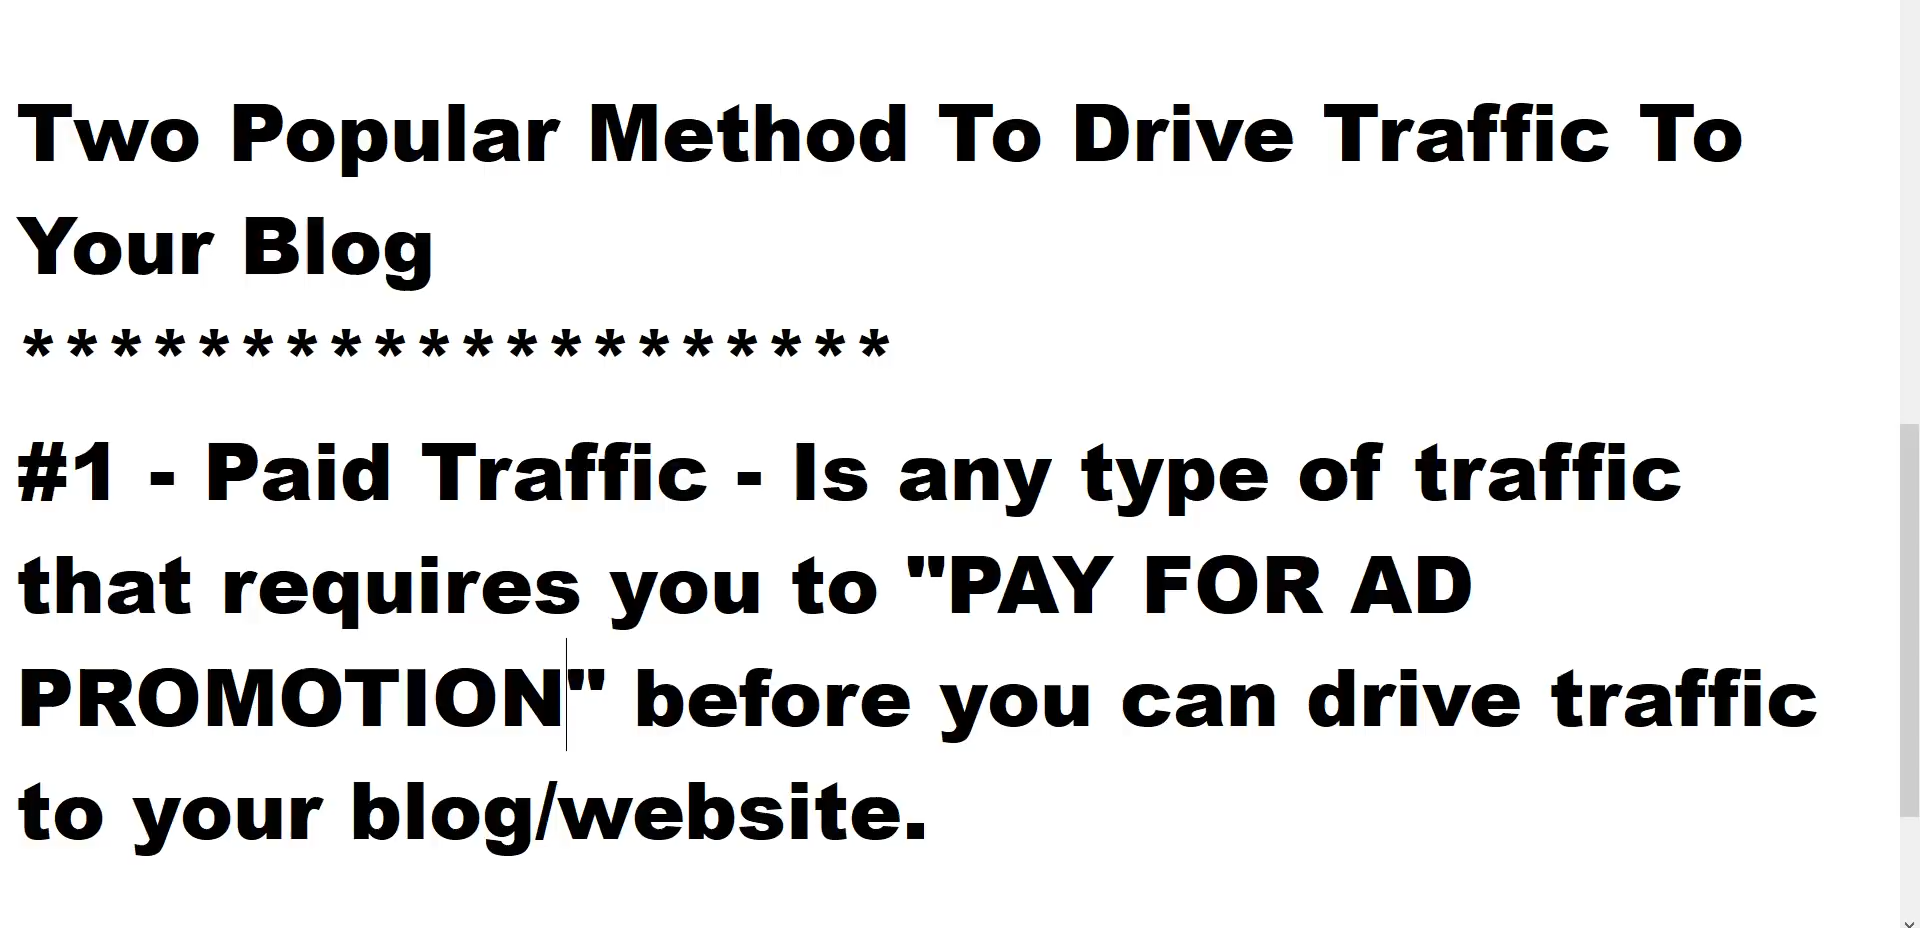 Two Popular Method To Drive Traffic To
Your Blog
********************
#1 - Paid Traffic - Is any type of traffic
that requires you to "PAY FOR AD
PROMOTION" before you can drive traffic
to your blog/website.